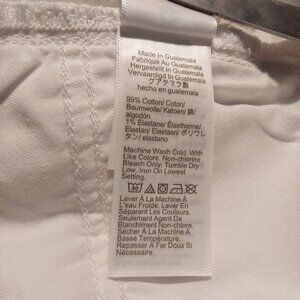 Made In Guatemala
Fabriqué Au Guatemala
Hergestellt In Guatemala
Vervaardigd In Guatemala
グアテマラ製
hecho en guatemala
99% Cotton/ Coton/
Baumwolle/ Katoen/ 綿/
algodón
1% Elastane/ Élasthanne/
Elastan/ Elastaan/ ポリウレ
タン/ elastano
Machine Wash Cold, With
Like Colors. Non-chlorine
Bleach Only. Tumble Dry
Low, Iron On Lowest
Setting.
30
Laver À La Machine À
L'eau Froide. Laver En
Séparant Les Couleurs.
Seulement Agent De
Blanchiment Non-chloré.
Sécher À La Machine À
Basse Température.
Repasser À Fer Doux Si
Nécessaire.